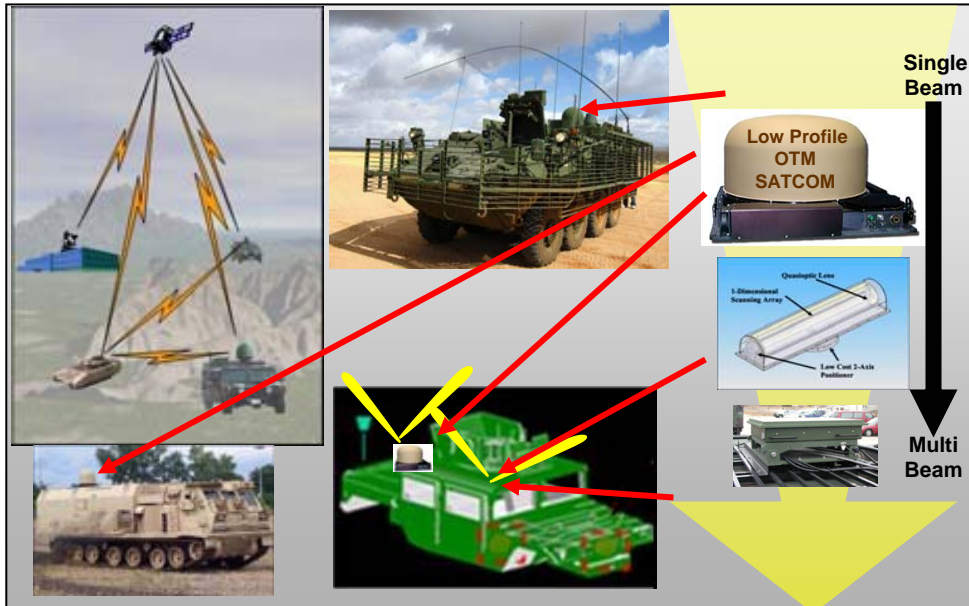 Single
Beam
Low Profile
OTM
SATCOM
Quasioptic Lens
1-Dimensional
Scanning Array
Low Cost 2-Axis
Positioner
Multi
Beam